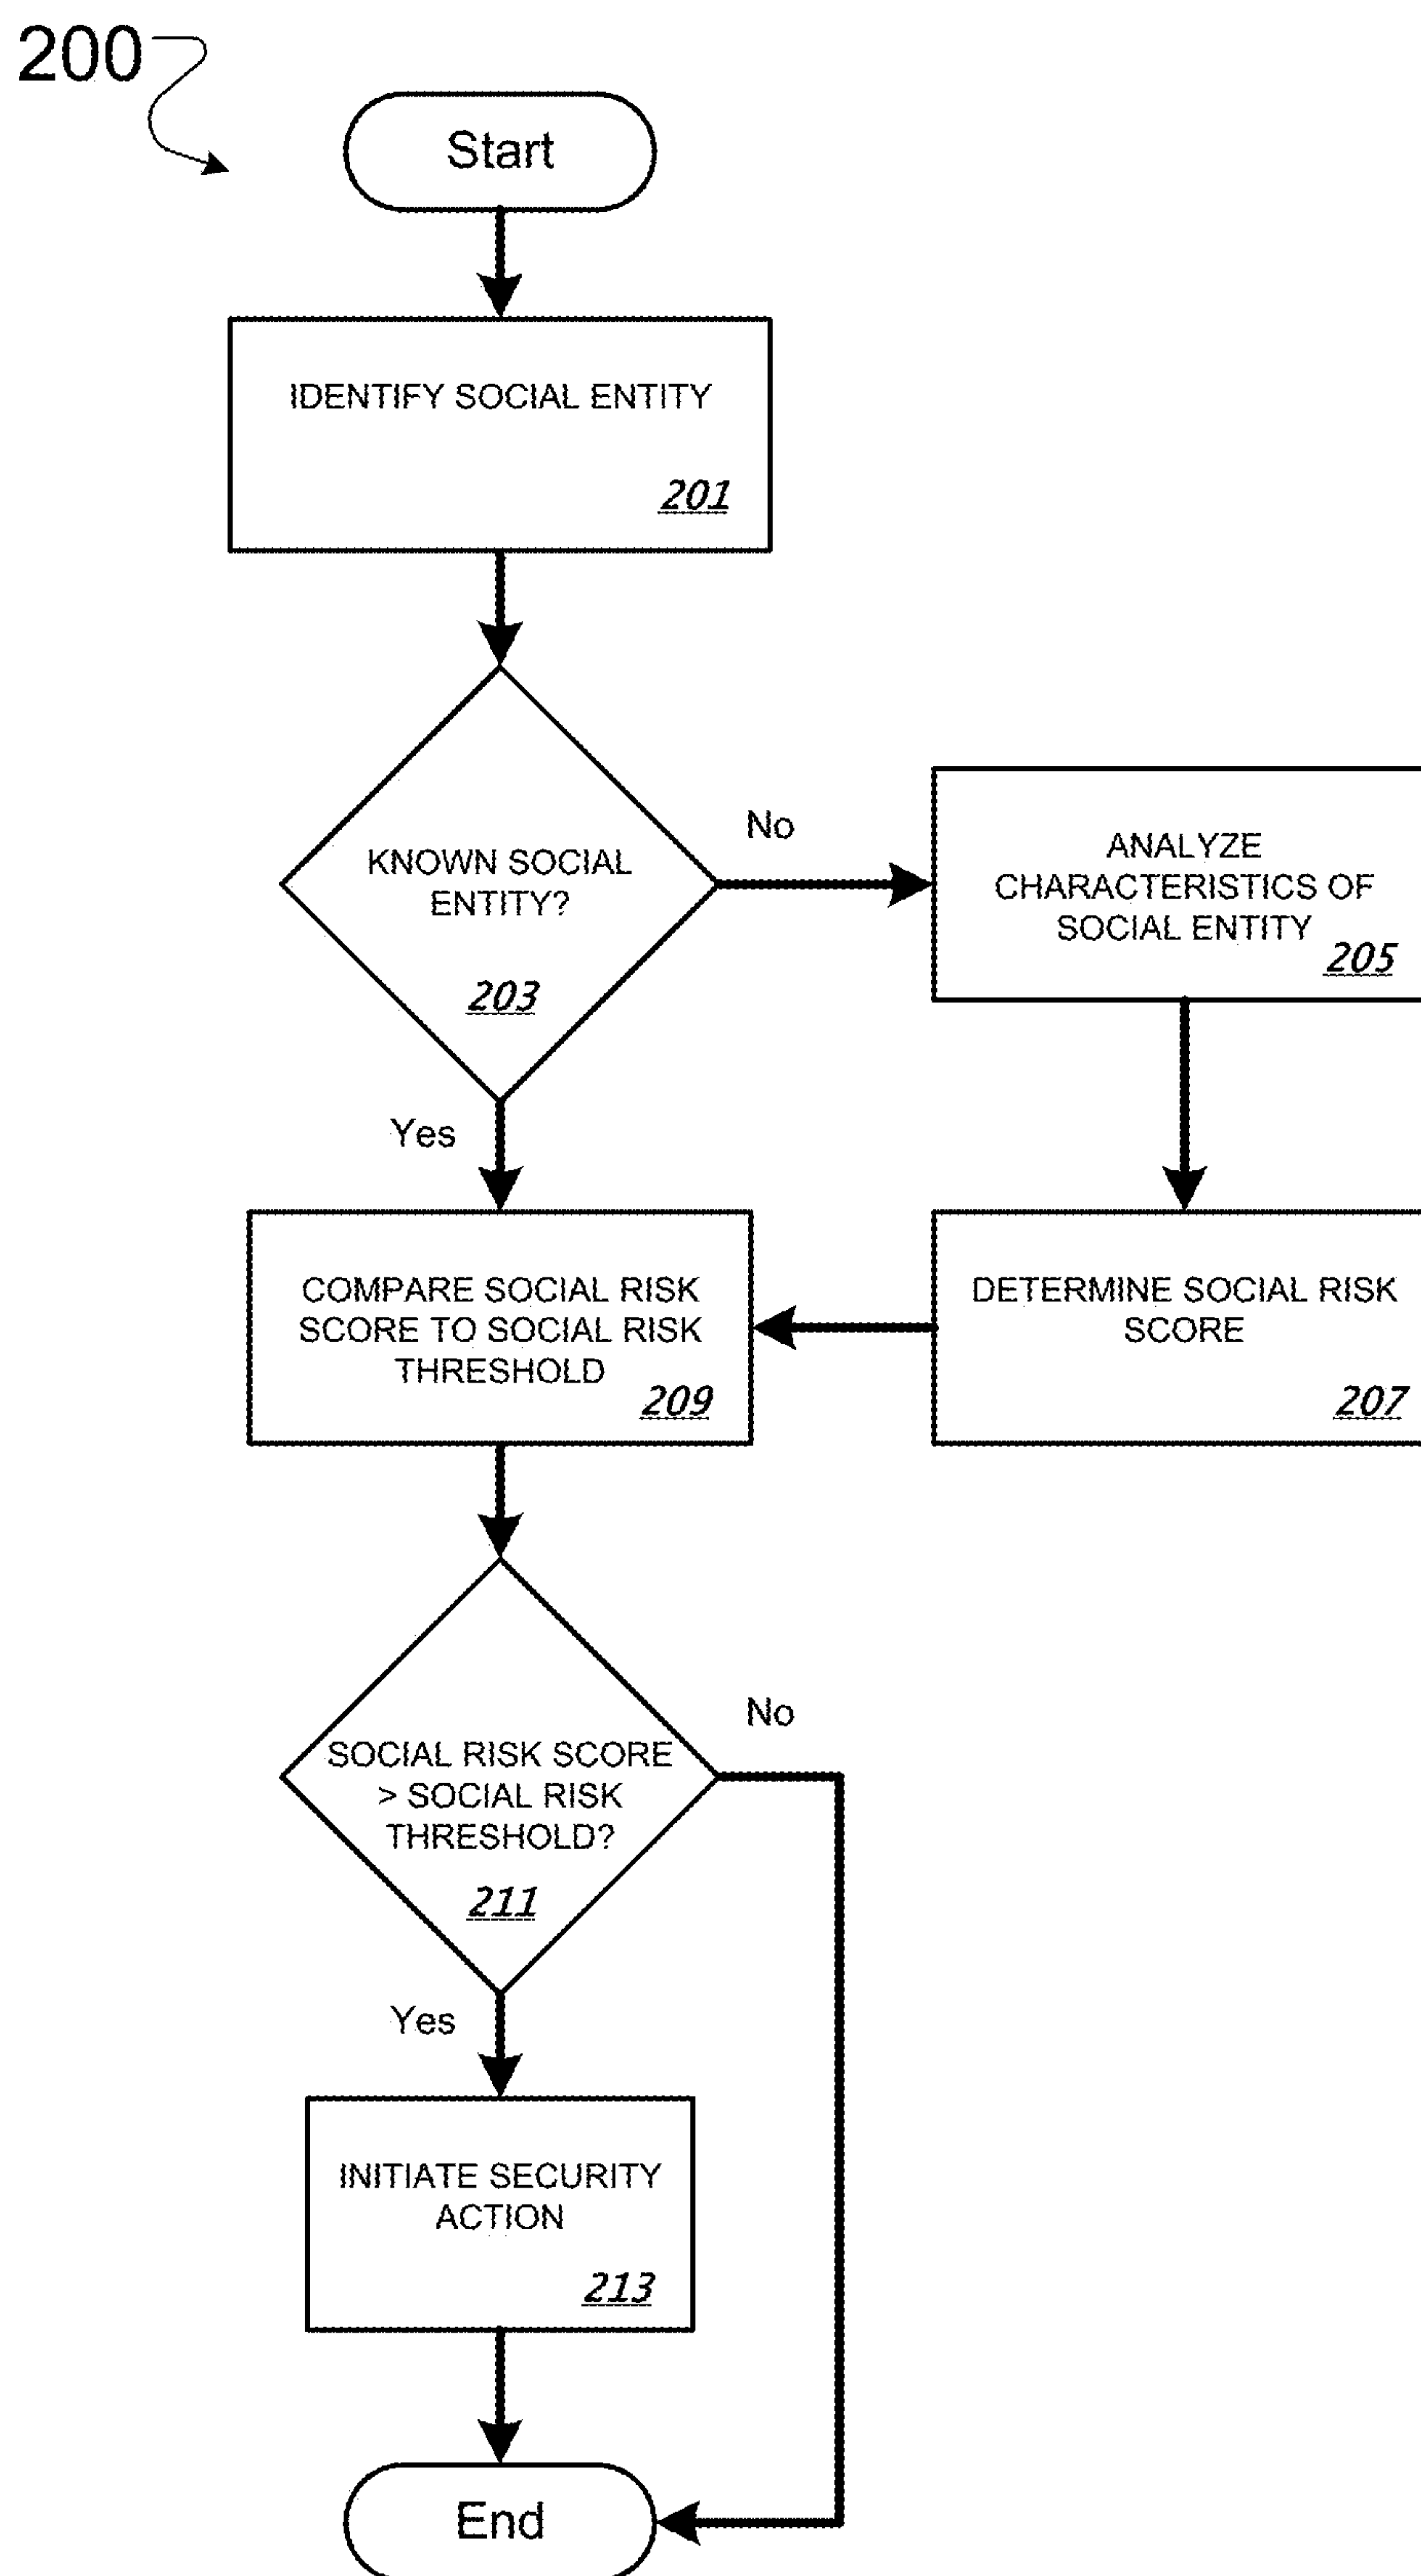 200
Start
IDENTIFY SOCIAL ENTITY
201
No
KNOWN SOCIAL
ENTITY?
203
ANALYZE
CHARACTERISTICS OF
SOCIAL ENTITY
205
Yes
COMPARE SOCIAL RISK
SCORE TO SOCIAL RISK
THRESHOLD
209
DETERMINE SOCIAL RISK
SCORE
207
No
SOCIAL RISK SCORE
> SOCIAL RISK
THRESHOLD?
211
Yes
INITIATE SECURITY
ACTION
213
End